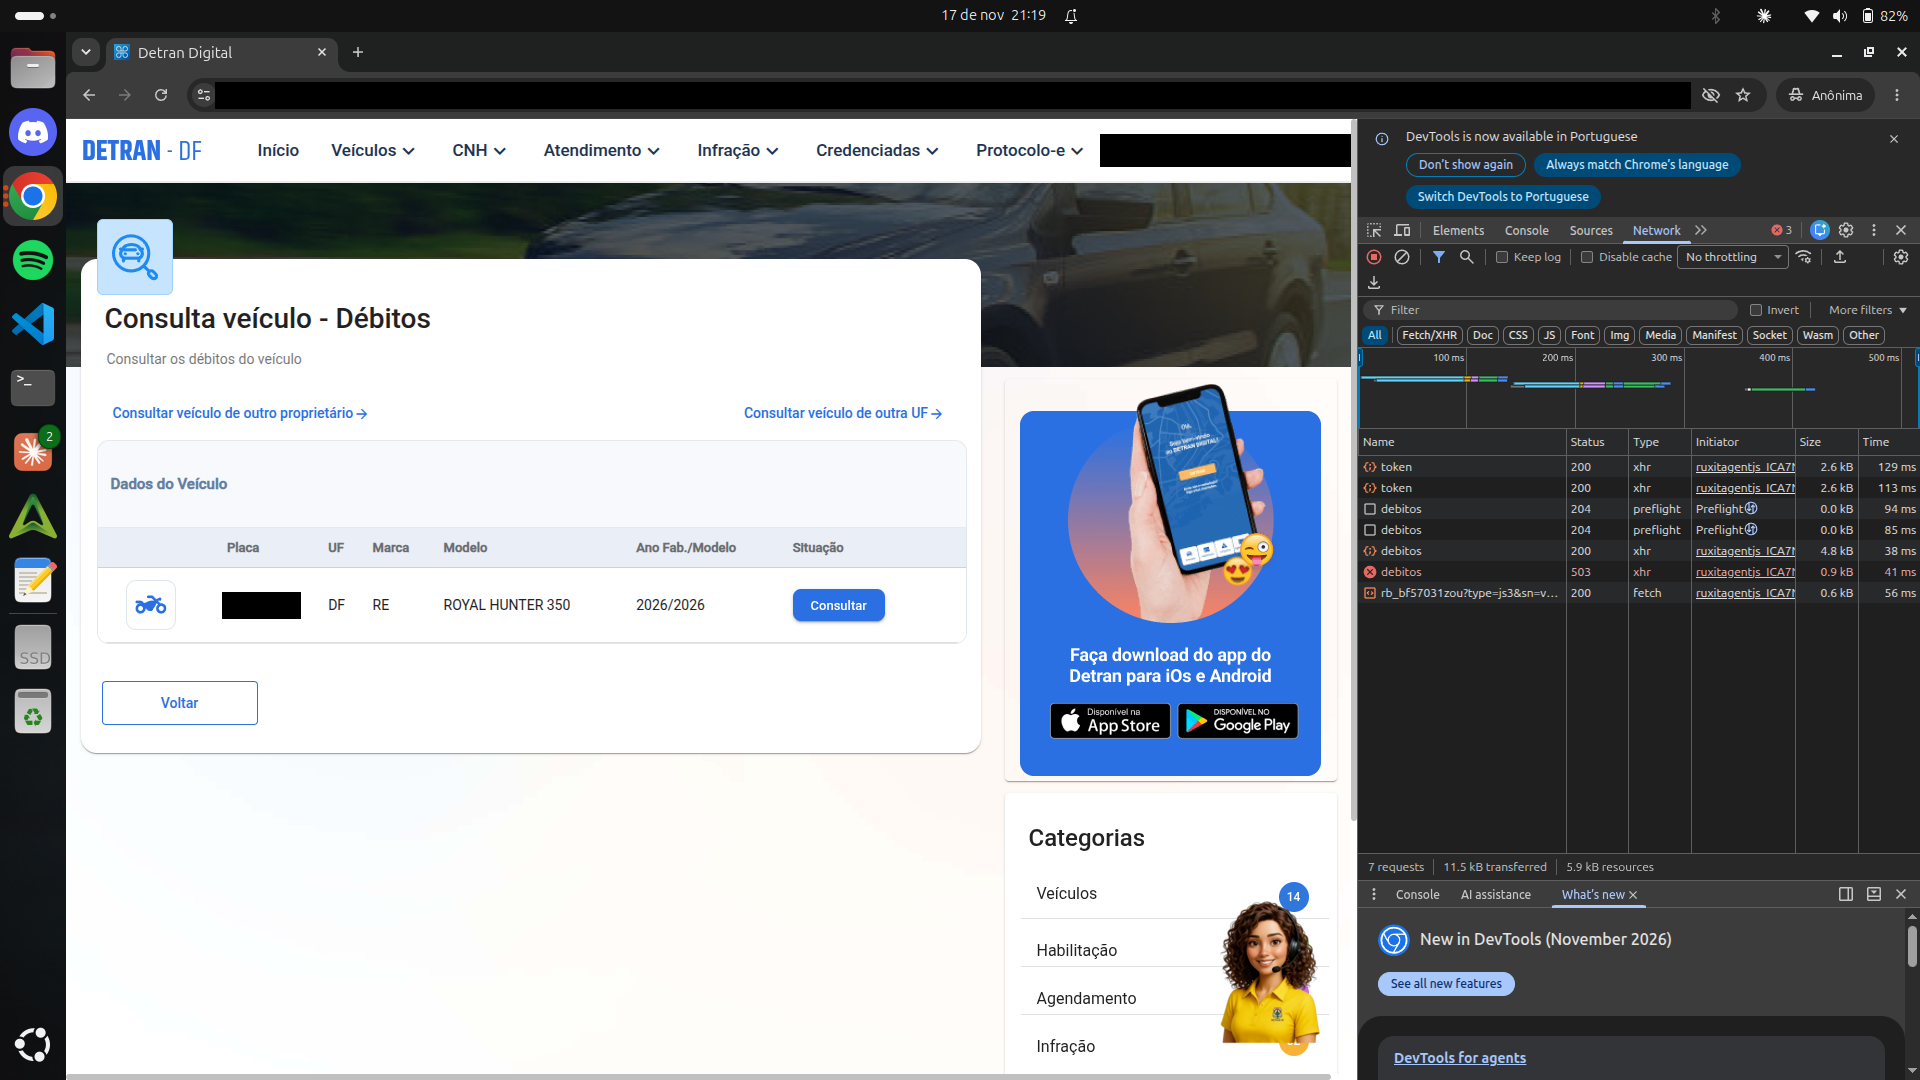 17 de nov 21:19
82%
Detran Digital
Anônima
DETRAN - DF
Início
Veículos
CNH
Atendimento
Infração
Credenciadas
Protocolo-e
Consulta veículo - Débitos
Consultar os débitos do veículo
Consultar veículo de outro proprietário
Consultar veículo de outra UF
Dados do Veículo
Placa UF Marca Modelo Ano Fab./Modelo Situação
DF RE ROYAL HUNTER 350 2026/2026 Consultar
Voltar
Faça download do app do
Detran para iOs e Android
Disponível na
App Store
DISPONÍVEL NO
Google Play
Categorias
Veículos 14
Habilitação
Agendamento
Infração
2
SSD
DevTools is now available in Portuguese
Don't show again
Always match Chrome's language
Switch DevTools to Portuguese
Elements Console Sources Network 3
Keep log Disable cache No throttling
Filter Invert More filters
All Fetch/XHR Doc CSS JS Font Img Media Manifest Socket Wasm Other
100 ms 200 ms 300 ms 400 ms 500 ms
Name Status Type Initiator Size Time
token 200 xhr ruxitagentjs_ICA7 2.6 kB 129 ms
token 200 xhr ruxitagentjs_ICA7 2.6 kB 113 ms
debitos 204 preflight Preflight 0.0 kB 94 ms
debitos 204 preflight Preflight 0.0 kB 85 ms
debitos 200 xhr ruxitagentjs_ICA7 4.8 kB 38 ms
debitos 503 xhr ruxitagentjs_ICA7 0.9 kB 41 ms
rb_bf57031zou?type=js3&sn=v... 200 fetch ruxitagentjs_ICA7 0.6 kB 56 ms
7 requests 11.5 kB transferred 5.9 kB resources
Console AI assistance What's new
New in DevTools (November 2026)
See all new features
DevTools for agents